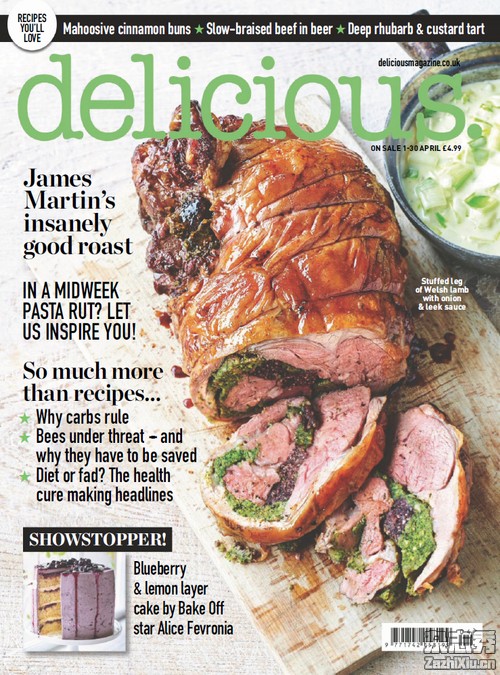 RECIPES
YOU'LL
LOVE
Mahoosive cinnamon buns ★ Slow-braised beef in beer ★ Deep rhubarb & custard tart
deliciousmagazine.co.uk
delicious.
ON SALE 1-30 APRIL £4.99
James
Martin's
insanely
good roast
Stuffed leg
of Welsh lamb
with onion
& leek sauce
IN A MIDWEEK
PASTA RUT? LET
US INSPIRE YOU!
So much more
than recipes...
★ Why carbs rule
★ Bees under threat – and
why they have to be saved
★ Diet or fad? The health
cure making headlines
SHOWSTOPPER!
Blueberry
& lemon layer
cake by Bake Off
star Alice Fevronia
ZaZhiXiu.cn